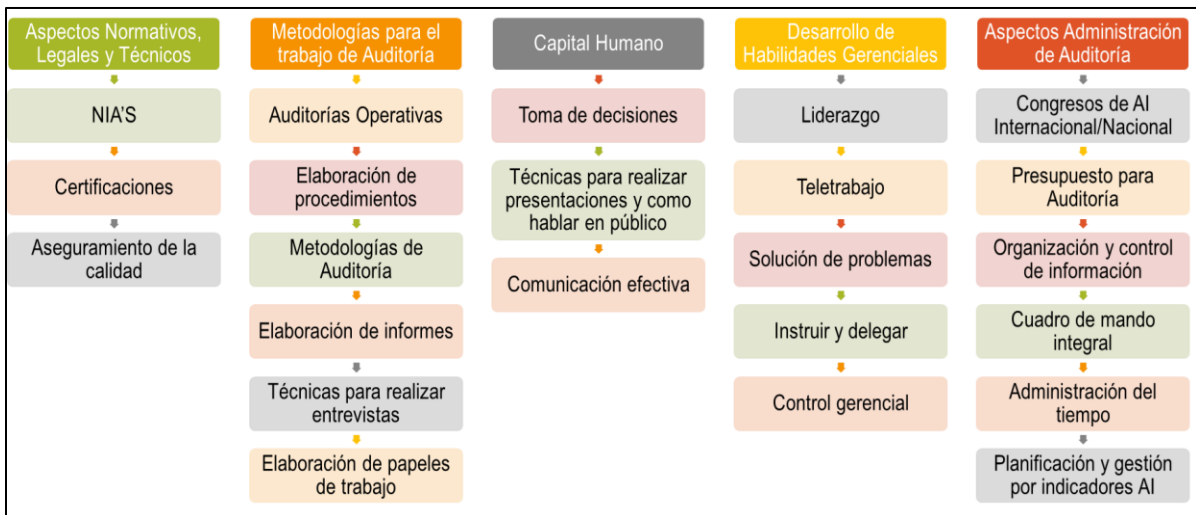 Aspectos Normativos,
Legales y Técnicos
NIA'S
Certificaciones
Aseguramiento de la
calidad
Metodologías para el
trabajo de Auditoría
Auditorías Operativas
Elaboración de
procedimientos
Metodologías de
Auditoría
Elaboración de informes
Técnicas para realizar
entrevistas
Elaboración de papeles
de trabajo
Capital Humano
Toma de decisiones
Técnicas para realizar
presentaciones y como
hablar en público
Comunicación efectiva
Desarrollo de
Habilidades Gerenciales
Liderazgo
Teletrabajo
Solución de problemas
Instruir y delegar
Control gerencial
Aspectos Administración
de Auditoría
Congresos de AI
Internacional/Nacional
Presupuesto para
Auditoría
Organización y control
de información
Cuadro de mando
integral
Administración del
tiempo
Planificación y gestión
por indicadores AI